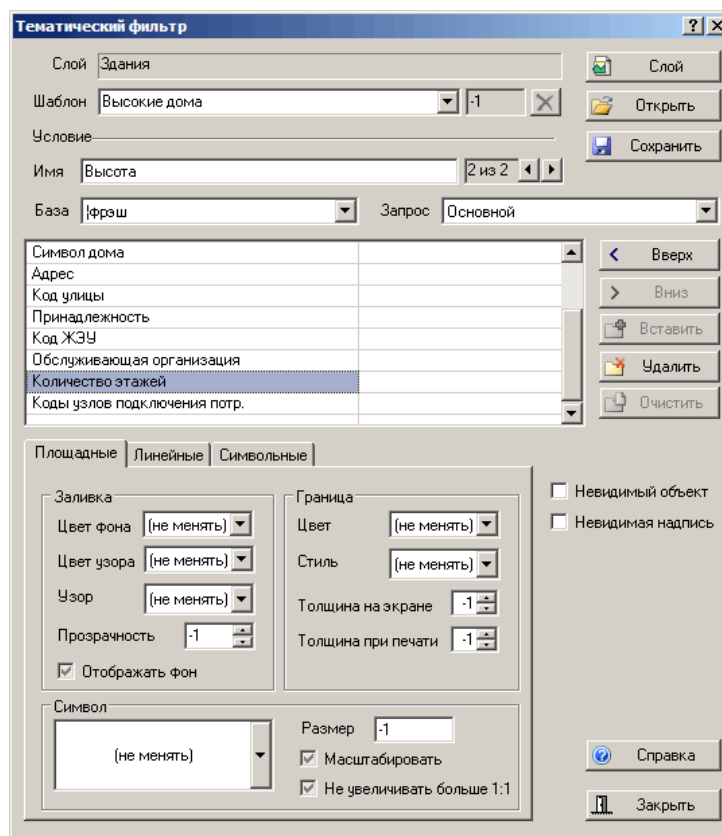 Тематический фильтр
Слой Здания Слой
Шаблон Высокие дома -1 Открыть
Условие Сохранить
Имя Высота 2 из 2
База ¦фрэш Запрос Основной
Символ дома Вверх
Адрес
Код улицы Вниз
Принадлежность Вставить
Код ЖЭУ
Обслуживающая организация Удалить
Количество этажей
Коды узлов подключения потр. Очистить
Площадные Линейные Символьные
Заливка Граница Невидимый объект
Цвет фона (не менять) Цвет (не менять) Невидимая надпись
Цвет узора (не менять) Стиль (не менять)
Узор (не менять) Толщина на экране -1
Прозрачность -1 Толщина при печати -1
Отображать фон
Символ
(не менять) Размер -1
Масштабировать Справка
Не увеличивать больше 1:1
Закрыть